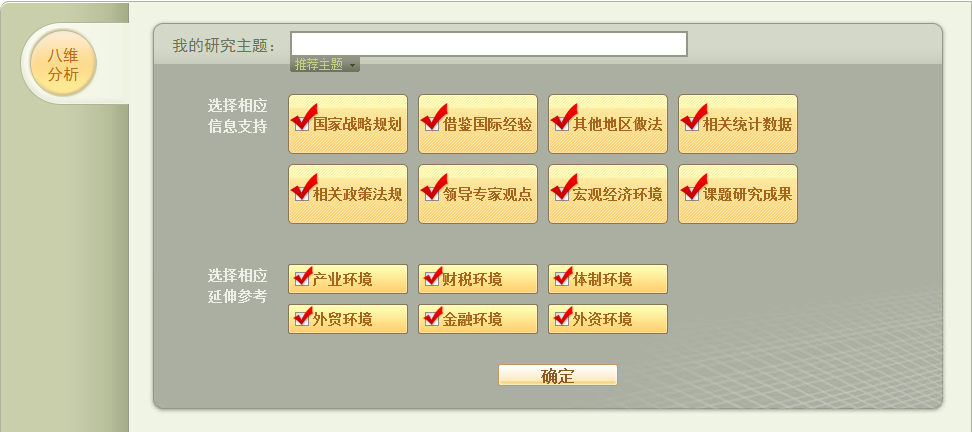 八维
分析
我的研究主题：
推荐主题
选择相应
信息支持
国家战略规划 借鉴国际经验 其他地区做法 相关统计数据
相关政策法规 领导专家观点 宏观经济环境 课题研究成果
选择相应
延伸参考
产业环境 财税环境 体制环境
外贸环境 金融环境 外资环境
确定